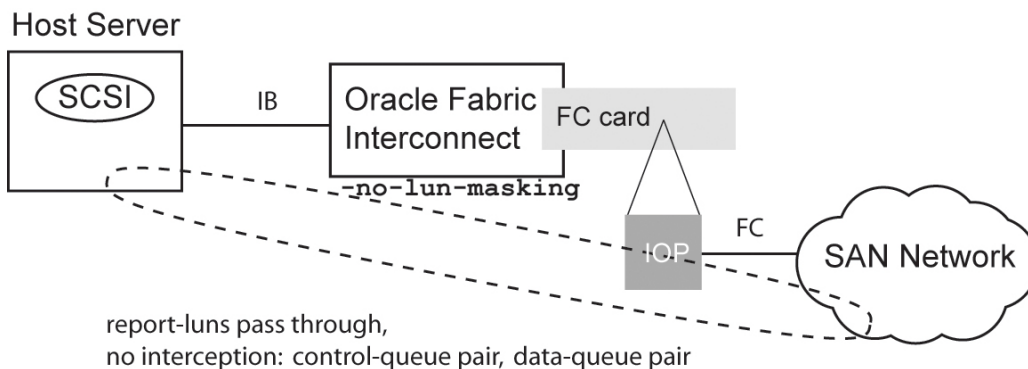 Host Server
SCSI
IB
Oracle Fabric
Interconnect
FC card
-no-lun-masking
IOP
FC
SAN Network
report-luns pass through,
no interception: control-queue pair, data-queue pair